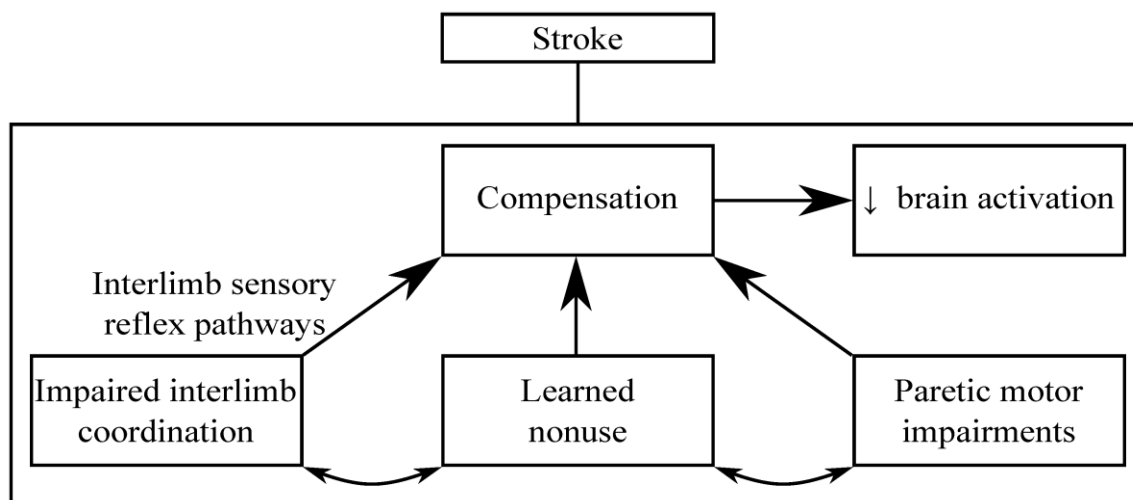 Stroke
Compensation
↓ brain activation
Interlimb sensory
reflex pathways
Impaired interlimb
coordination
Learned
nonuse
Paretic motor
impairments